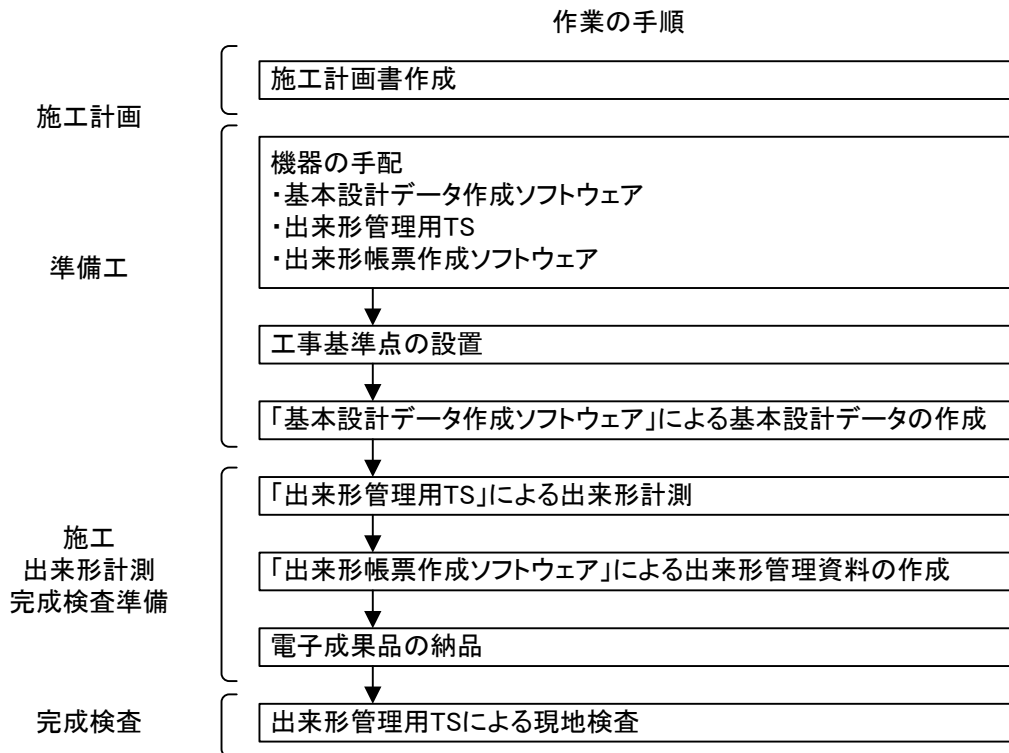 作業の手順
施工計画
施工計画書作成
準備工
機器の手配
・基本設計データ作成ソフトウェア
・出来形管理用TS
・出来形帳票作成ソフトウェア
工事基準点の設置
「基本設計データ作成ソフトウェア」による基本設計データの作成
施工
出来形計測
完成検査準備
「出来形管理用TS」による出来形計測
「出来形帳票作成ソフトウェア」による出来形管理資料の作成
電子成果品の納品
完成検査
出来形管理用TSによる現地検査